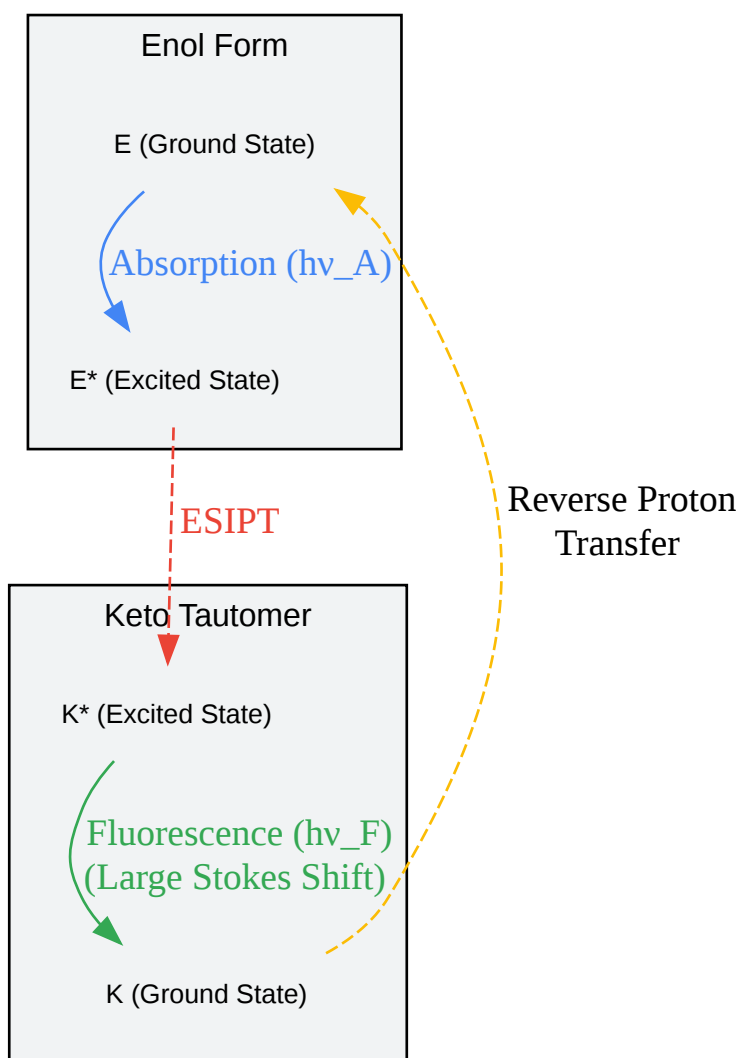 Enol Form
E (Ground State)
Absorption (hν_A)
E* (Excited State)
ESIPT
Reverse Proton
Transfer
Keto Tautomer
K* (Excited State)
Fluorescence (hν_F)
(Large Stokes Shift)
K (Ground State)